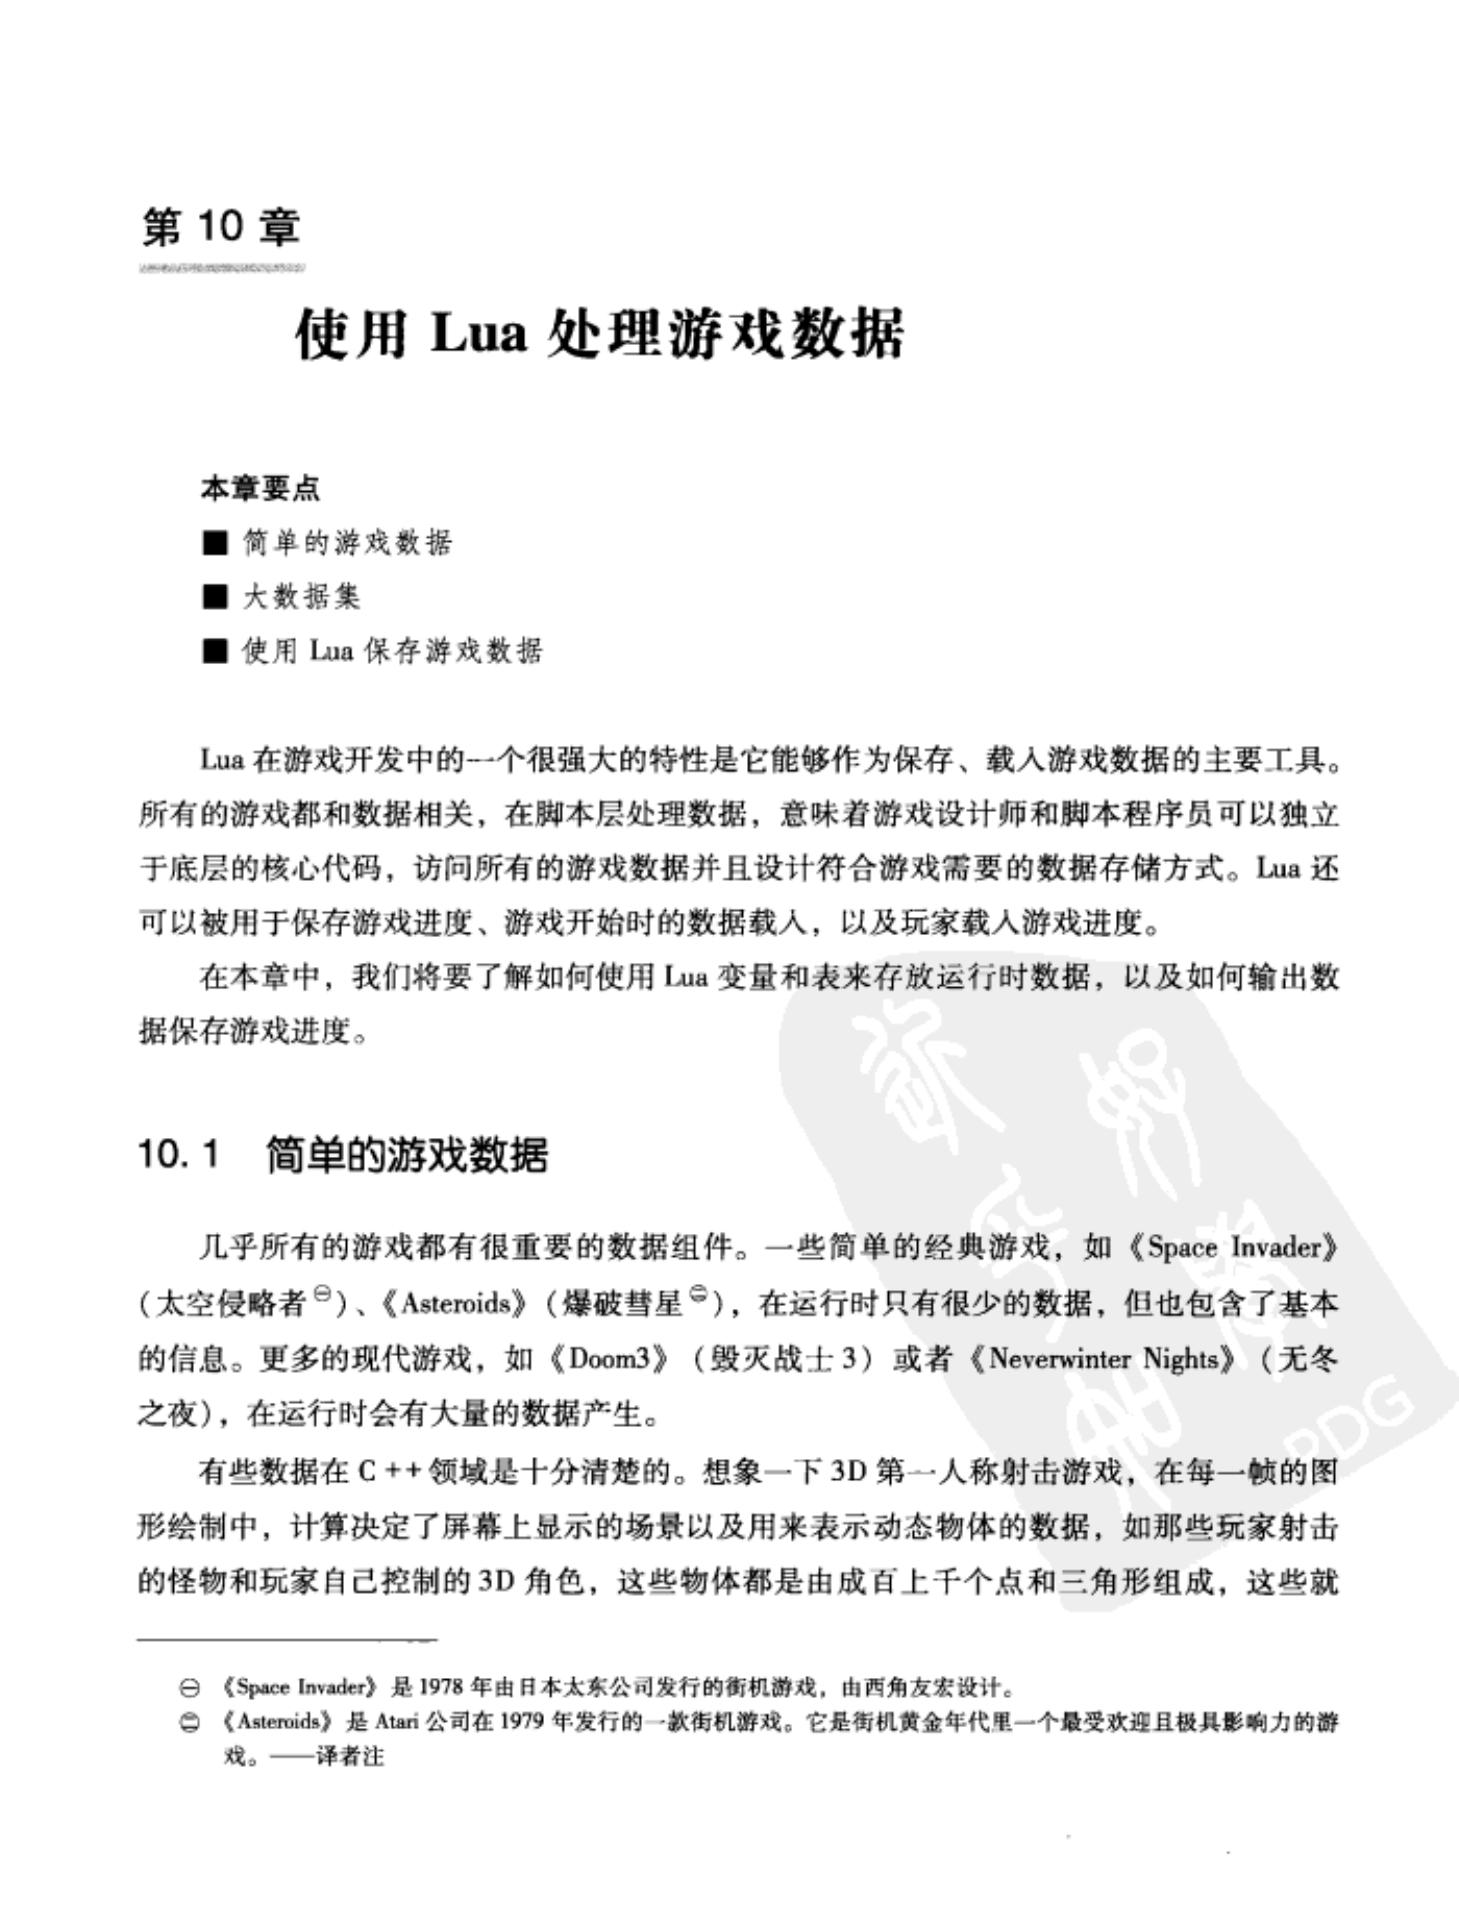 第 10 章
使用 Lua 处理游戏数据
本章要点
■ 简单的游戏数据
■ 大数据集
■ 使用 Lua 保存游戏数据
Lua 在游戏开发中的一个很强大的特性是它能够作为保存、载入游戏数据的主要工具。
所有的游戏都和数据相关，在脚本层处理数据，意味着游戏设计师和脚本程序员可以独立
于底层的核心代码，访问所有的游戏数据并且设计符合游戏需要的数据存储方式。Lua 还
可以被用于保存游戏进度、游戏开始时的数据载入，以及玩家载入游戏进度。
在本章中，我们将要了解如何使用 Lua 变量和表来存放运行时数据，以及如何输出数
据保存游戏进度。
10.1 简单的游戏数据
几乎所有的游戏都有很重要的数据组件。一些简单的经典游戏，如《Space Invader》
（太空侵略者㊀）、《Asteroids》（爆破彗星㊁），在运行时只有很少的数据，但也包含了基本
的信息。更多的现代游戏，如《Doom3》（毁灭战士 3）或者《Neverwinter Nights》（无冬
之夜），在运行时会有大量的数据产生。
有些数据在 C ++ 领域是十分清楚的。想象一下 3D 第一人称射击游戏，在每一帧的图
形绘制中，计算决定了屏幕上显示的场景以及用来表示动态物体的数据，如那些玩家射击
的怪物和玩家自己控制的 3D 角色，这些物体都是由成百上千个点和三角形组成，这些就
㊀ 《Space Invader》是 1978 年由日本太东公司发行的街机游戏，由西角友宏设计。
㊁ 《Asteroids》是 Atari 公司在 1979 年发行的一款街机游戏。它是街机黄金年代里一个最受欢迎且极具影响力的游
戏。——译者注
PDG